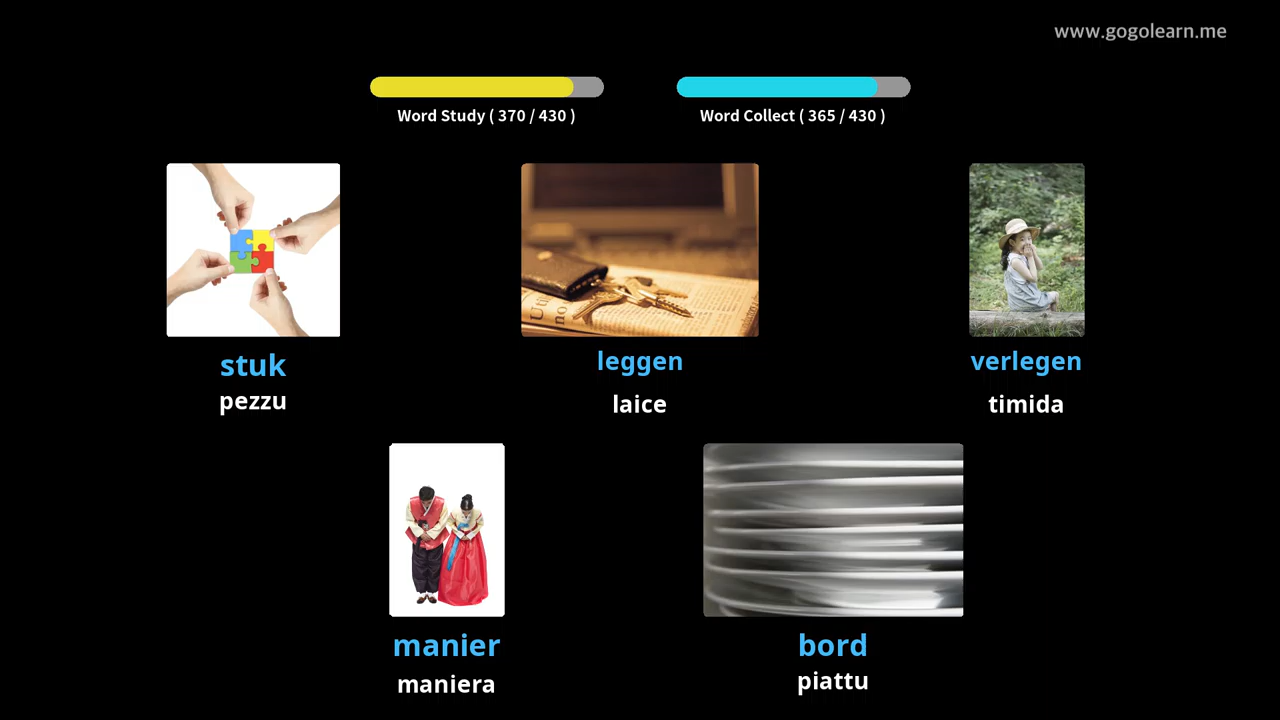 www.gogolearn.me
Word Study ( 370 / 430 )
Word Collect ( 365 / 430 )
stuk
pezzu
leggen
laice
verlegen
timida
manier
maniera
bord
piattu